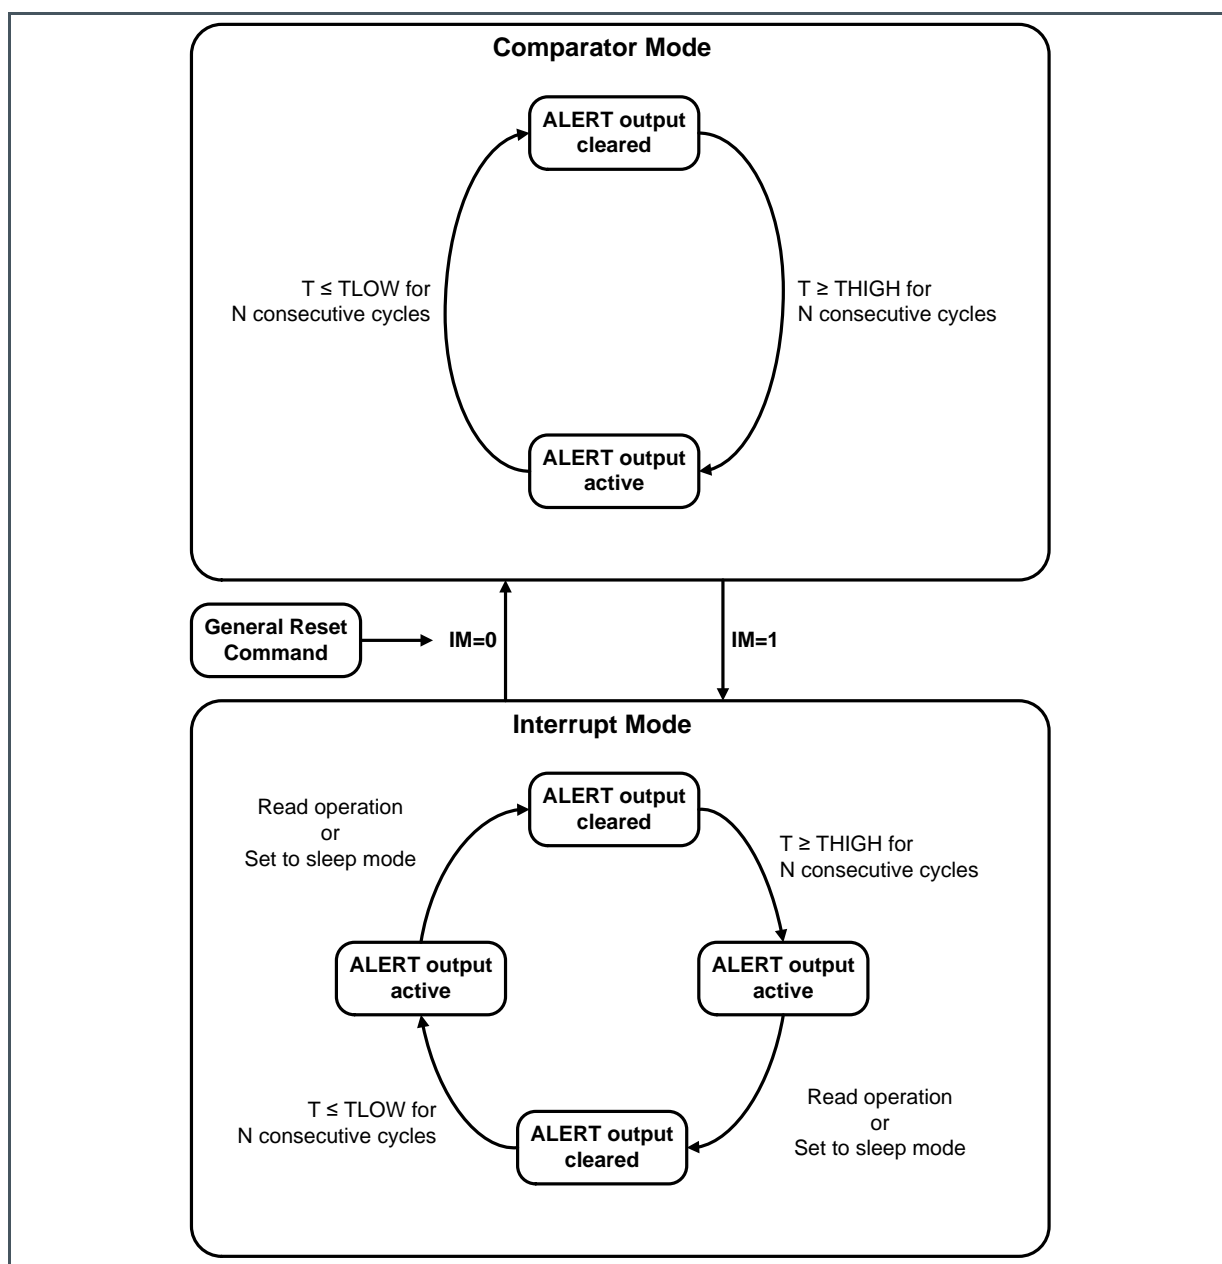 Comparator Mode
ALERT output
cleared
T ≤ TLOW for
N consecutive cycles
T ≥ THIGH for
N consecutive cycles
ALERT output
active
General Reset
Command
IM=0
IM=1
Interrupt Mode
Read operation
or
Set to sleep mode
ALERT output
cleared
T ≥ THIGH for
N consecutive cycles
ALERT output
active
ALERT output
active
T ≤ TLOW for
N consecutive cycles
ALERT output
cleared
Read operation
or
Set to sleep mode